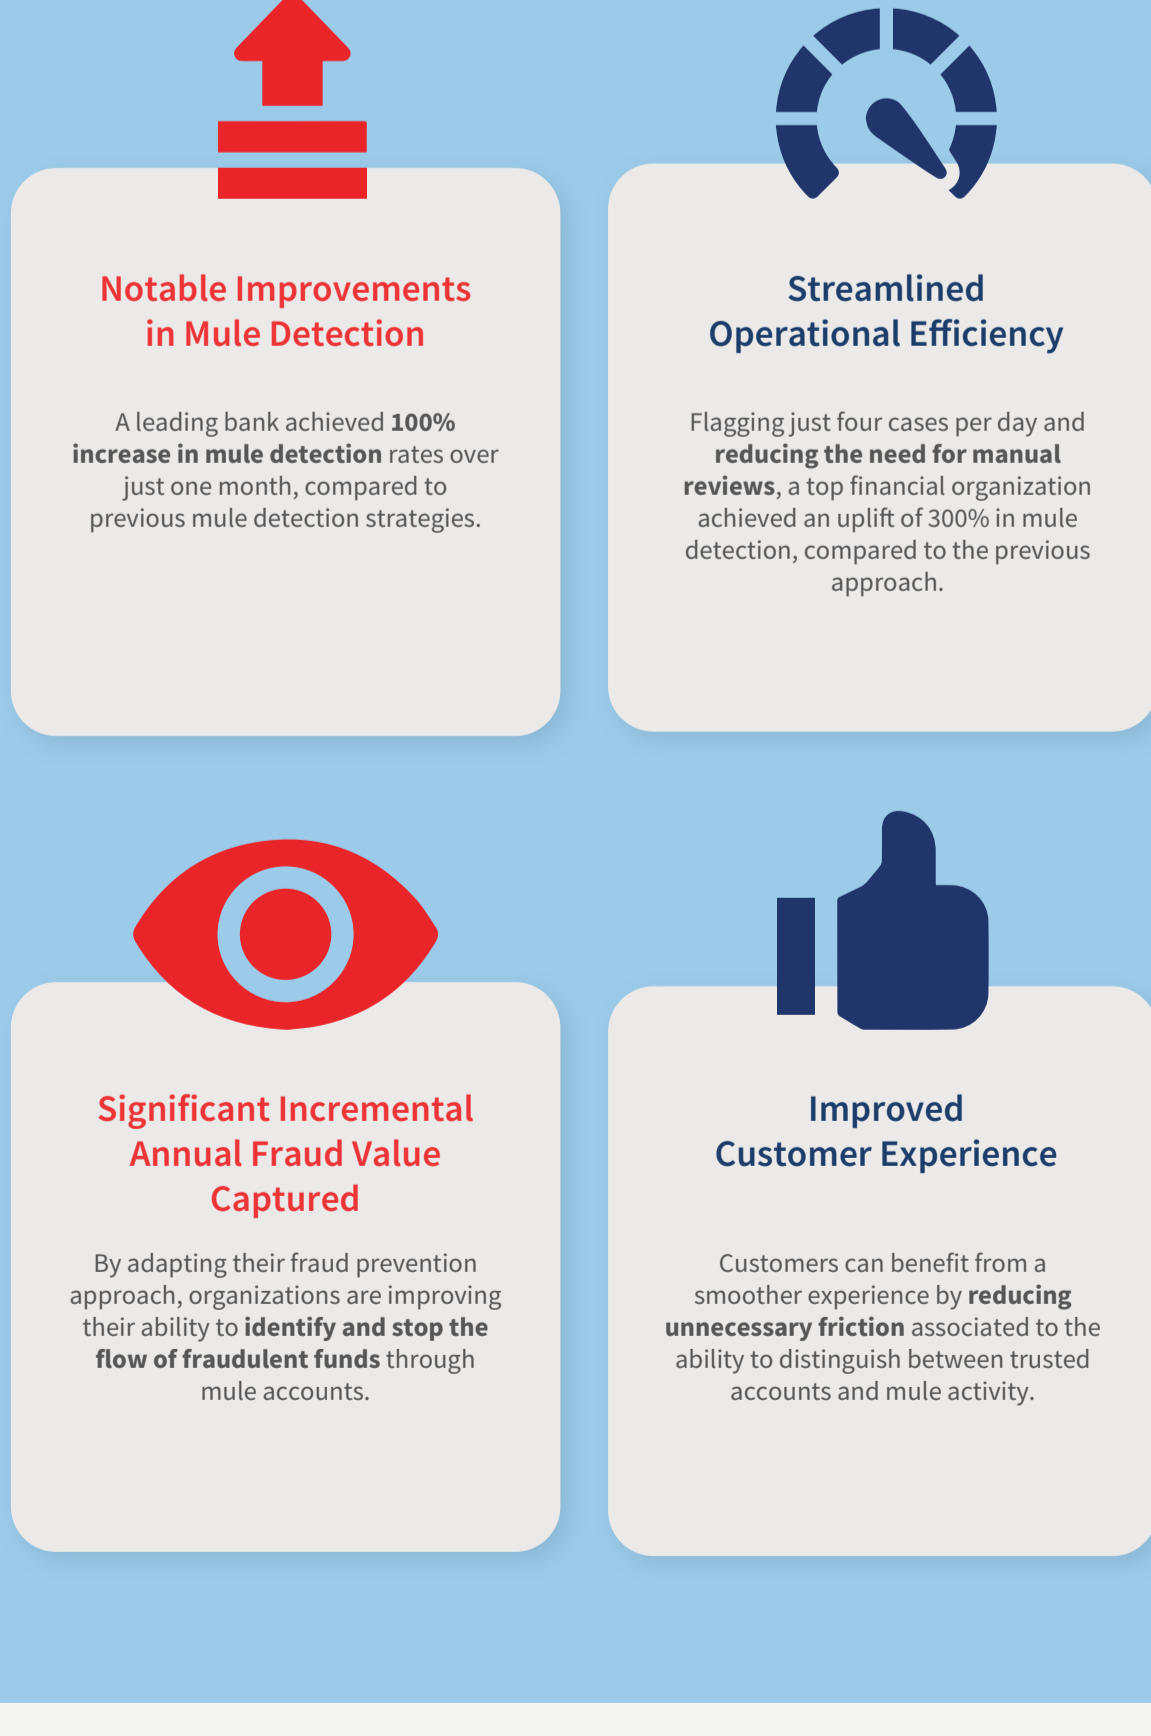 Notable Improvements
in Mule Detection
A leading bank achieved 100%
increase in mule detection rates over
just one month, compared to
previous mule detection strategies.
Streamlined
Operational Efficiency
Flagging just four cases per day and
reducing the need for manual
reviews, a top financial organization
achieved an uplift of 300% in mule
detection, compared to the previous
approach.
Significant Incremental
Annual Fraud Value
Captured
By adapting their fraud prevention
approach, organizations are improving
their ability to identify and stop the
flow of fraudulent funds through
mule accounts.
Improved
Customer Experience
Customers can benefit from a
smoother experience by reducing
unnecessary friction associated to the
ability to distinguish between trusted
accounts and mule activity.